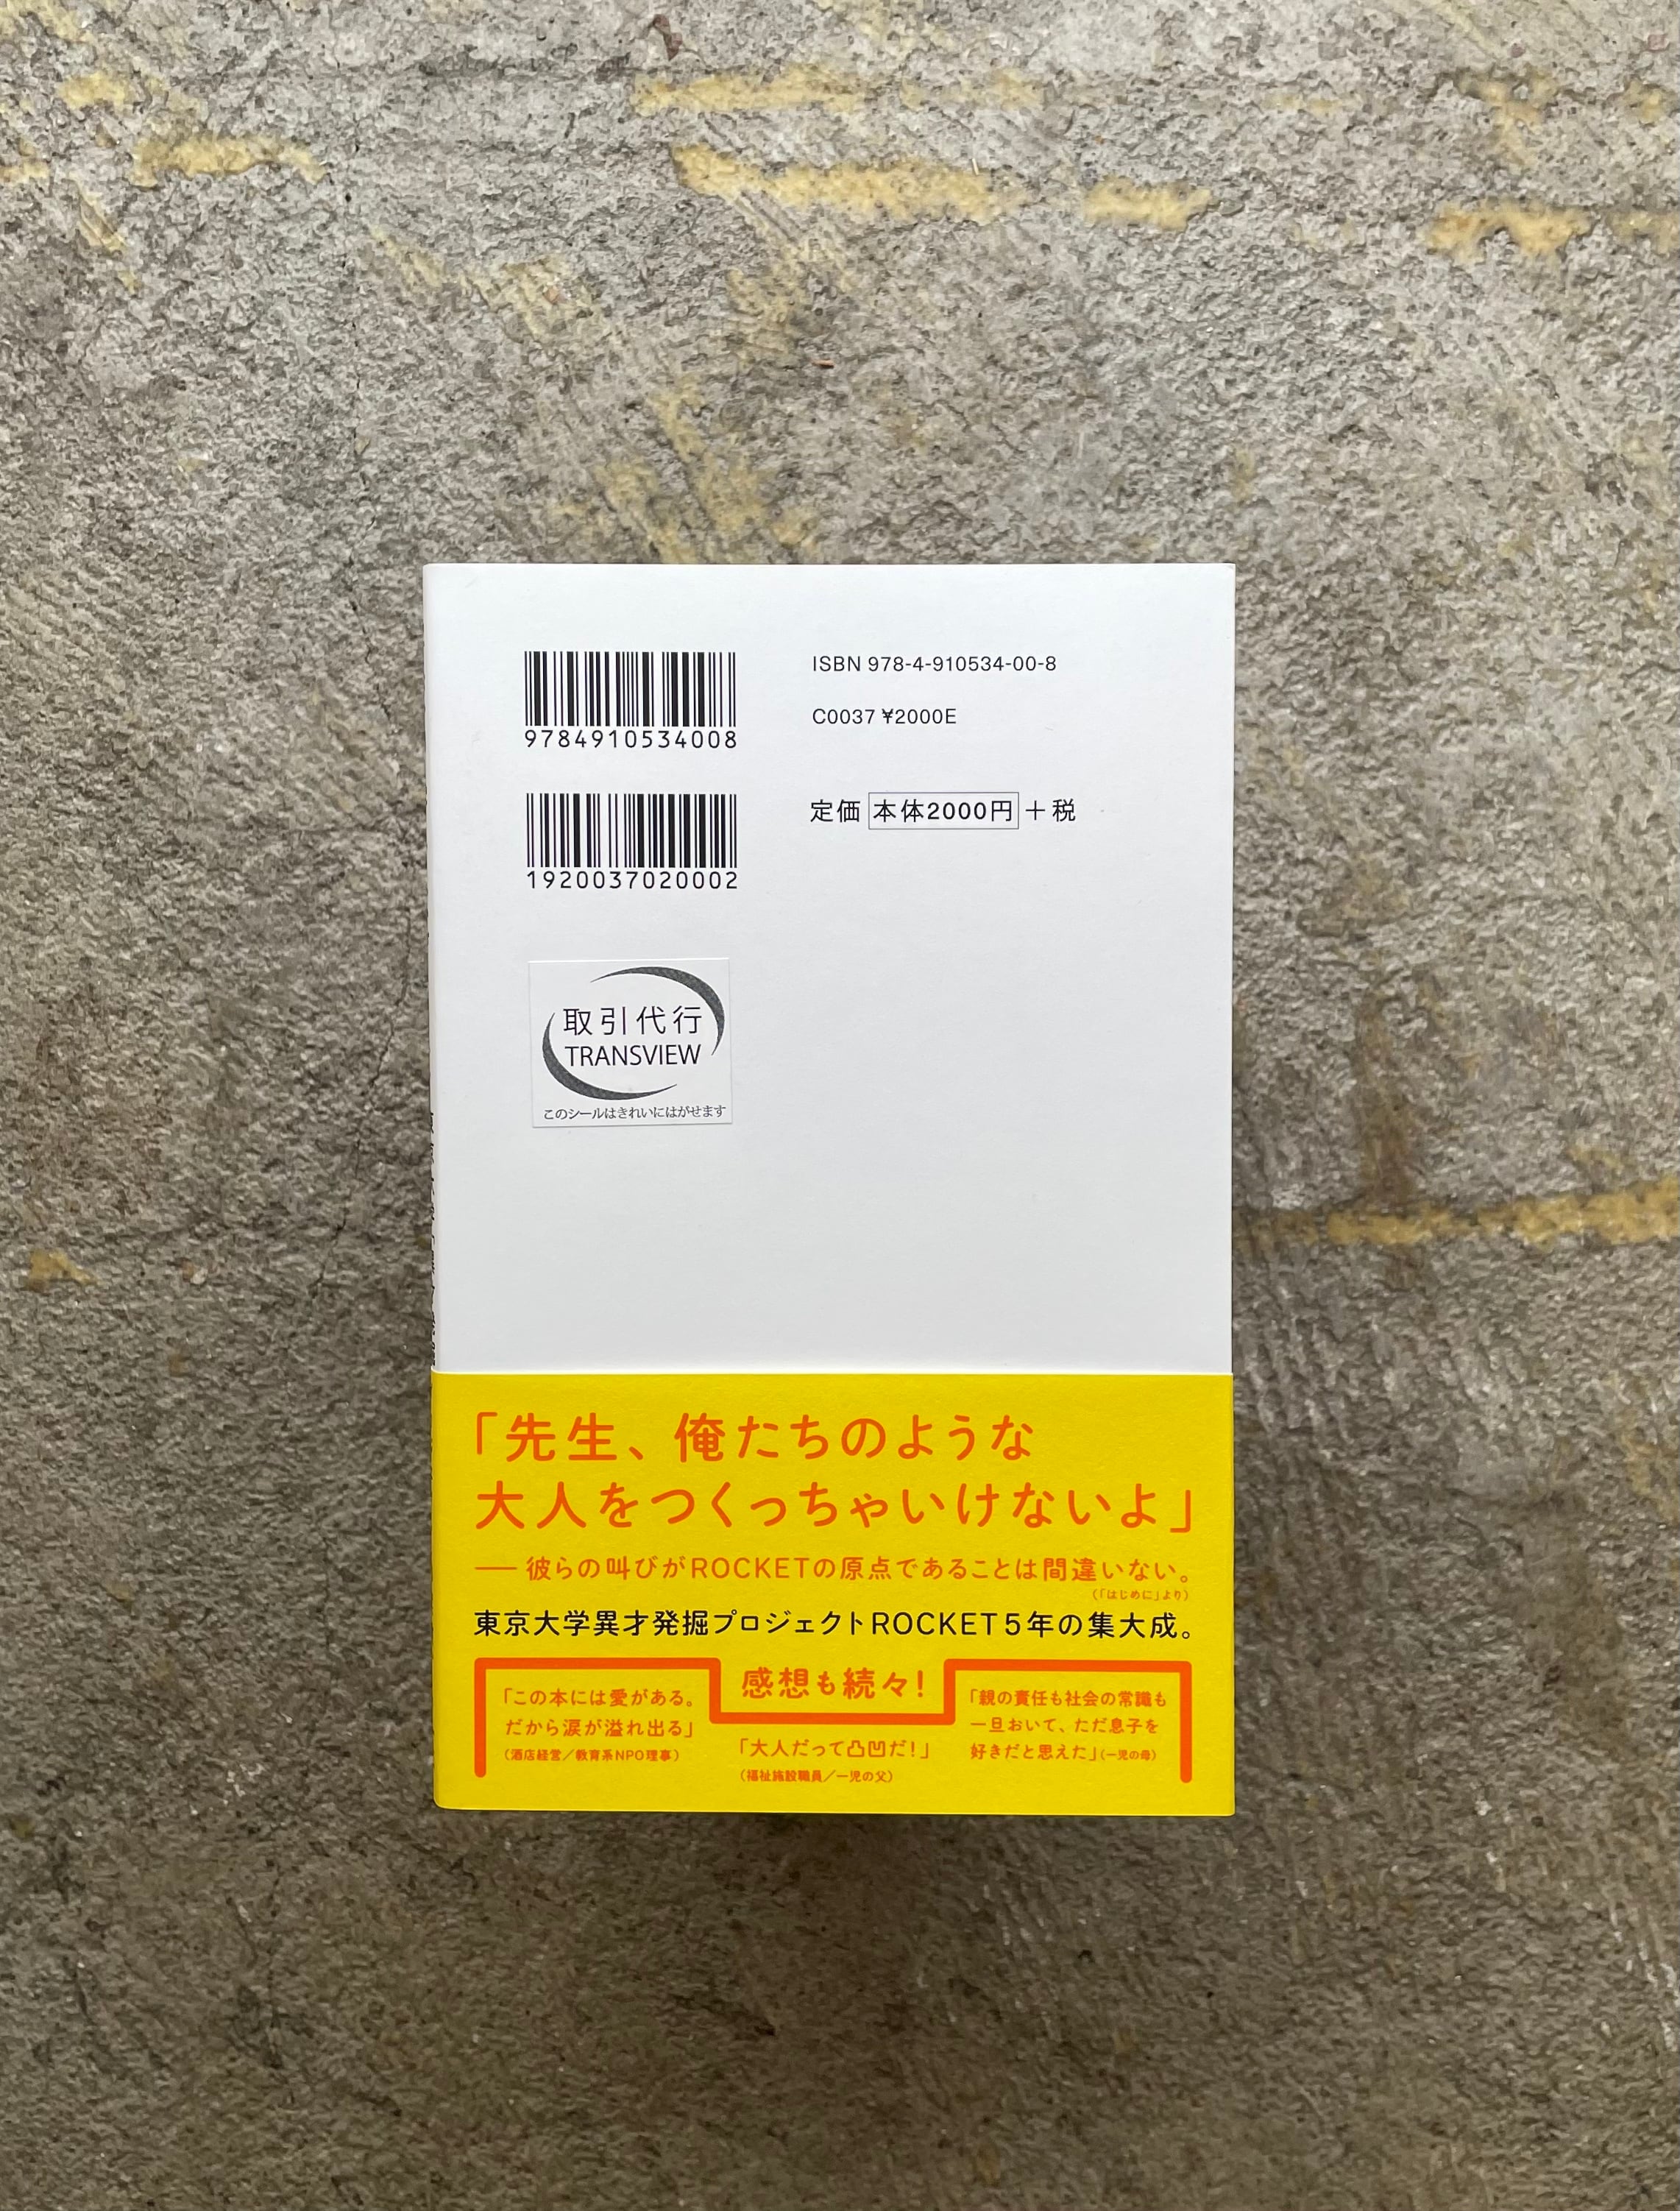 9784910534008
ISBN 978-4-910534-00-8
C0037 ¥2000E
1920037020002
定価 本体2000円 ＋税
取引代行
TRANSVIEW
このシールはきれいにはがせます
「先生、俺たちのような
大人をつくっちゃいけないよ」
── 彼らの叫びがROCKETの原点であることは間違いない。
（「はじめに」より）
東京大学異才発掘プロジェクトROCKET5年の集大成。
感想も続々！
「この本には愛がある。
だから涙が溢れ出る」
（酒店経営／教育系NPO理事）
「大人だって凸凹だ！」
（福祉施設職員／一児の父）
「親の責任も社会の常識も
一旦おいて、ただ息子を
好きだと思えた」（一児の母）